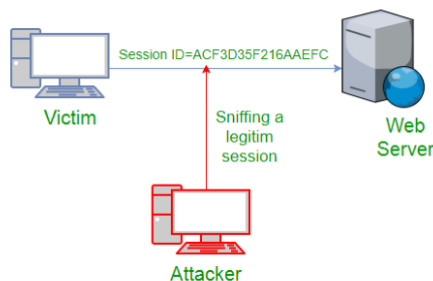 Session ID=ACF3D35F216AAEFC
Victim
Sniffing a
legitim
session
Web
Server
Attacker